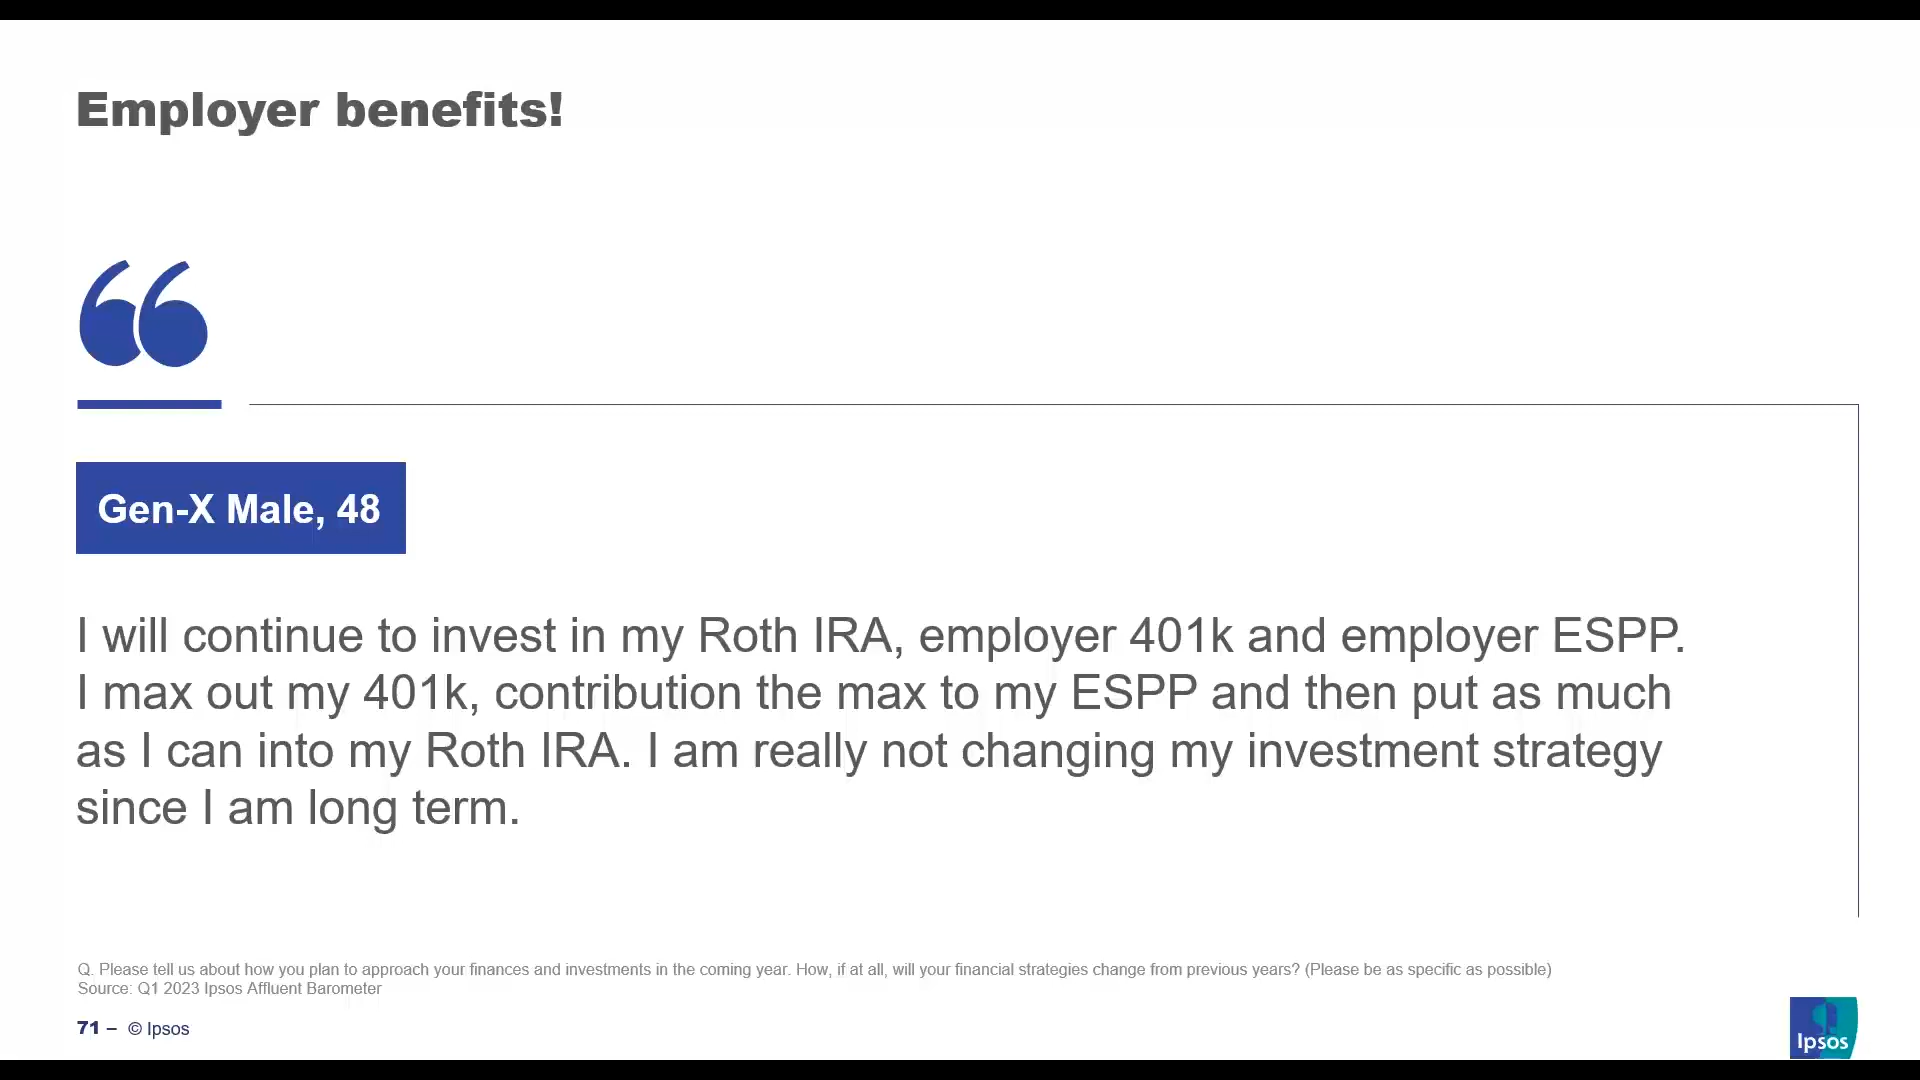 Employer benefits!
Gen-X Male, 48
I will continue to invest in my Roth IRA, employer 401k and employer ESPP.
I max out my 401k, contribution the max to my ESPP and then put as much
as I can into my Roth IRA. I am really not changing my investment strategy
since I am long term.
Q. Please tell us about how you plan to approach your finances and investments in the coming year. How, if at all, will your financial strategies change from previous years? (Please be as specific as possible)
Source: Q1 2023 Ipsos Affluent Barometer
71 – © Ipsos
Ipsos